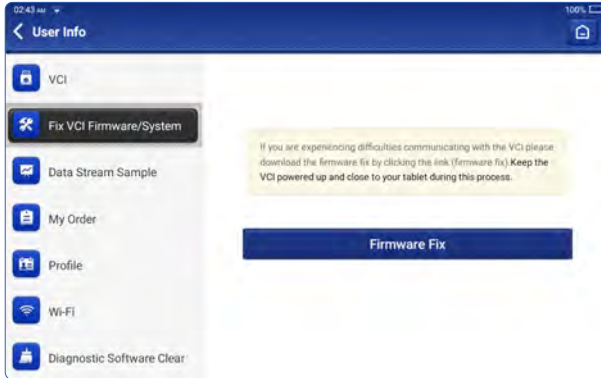 02:43 AM
100%
User Info
VCI
Fix VCI Firmware/System
If you are experiencing difficulties communicating with the VCI please
download the firmware fix by clicking the link (firmware fix).Keep the
VCI powered up and close to your tablet during this process.
Data Stream Sample
My Order
Firmware Fix
Profile
Wi-Fi
Diagnostic Software Clear